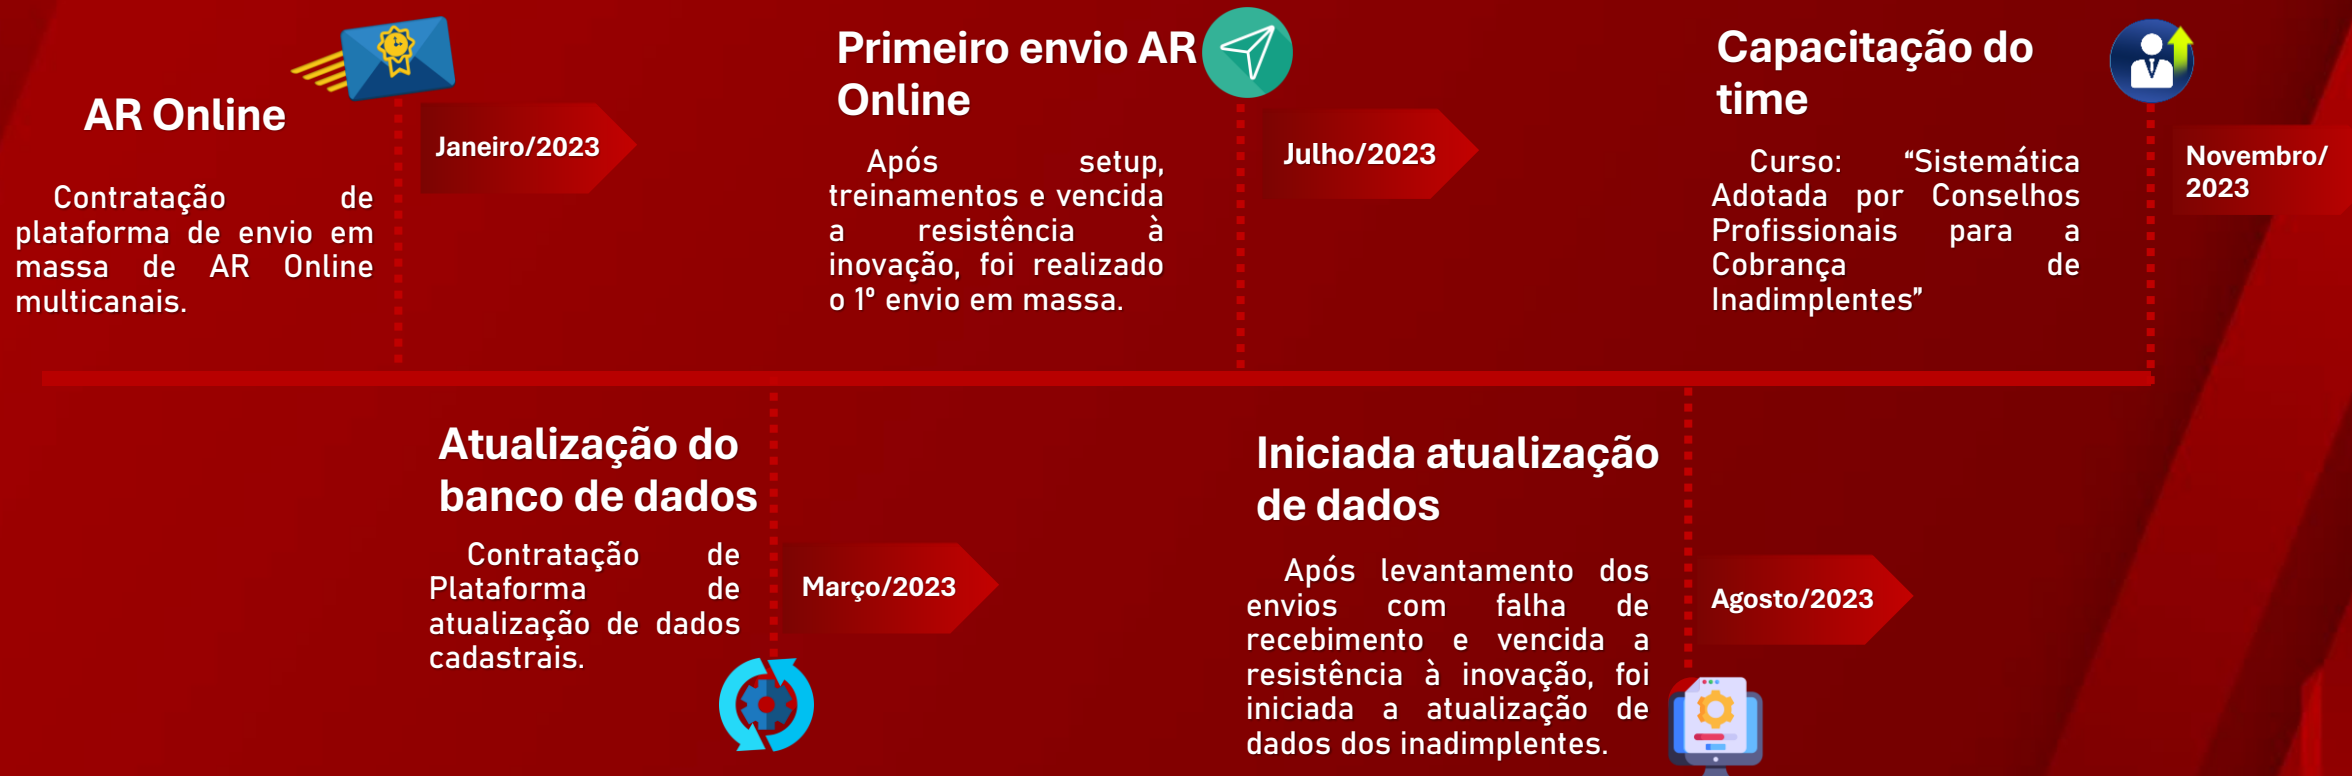 AR Online
Contratação de
plataforma de envio em
massa de AR Online
multicanais.
Janeiro/2023
Atualização do
banco de dados
Contratação de
Plataforma de
atualização de dados
cadastrais.
Março/2023
Primeiro envio AR
Online
Após setup,
treinamentos e vencida
a resistência à
inovação, foi realizado
o 1º envio em massa.
Julho/2023
Iniciada atualização
de dados
Após levantamento dos
envios com falha de
recebimento e vencida a
resistência à inovação, foi
iniciada a atualização de
dados dos inadimplentes.
Agosto/2023
Capacitação do
time
Curso: “Sistemática
Adotada por Conselhos
Profissionais para a
Cobrança de
Inadimplentes”
Novembro/
2023